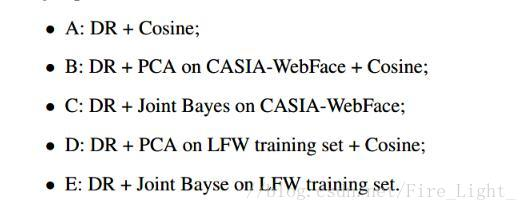 • A: DR + Cosine;
• B: DR + PCA on CASIA-WebFace + Cosine;
• C: DR + Joint Bayes on CASIA-WebFace;
• D: DR + PCA on LFW training set + Cosine;
• E: DR + Joint Bayse on LFW training set.
//blog.csdn.net/Fire_Light_